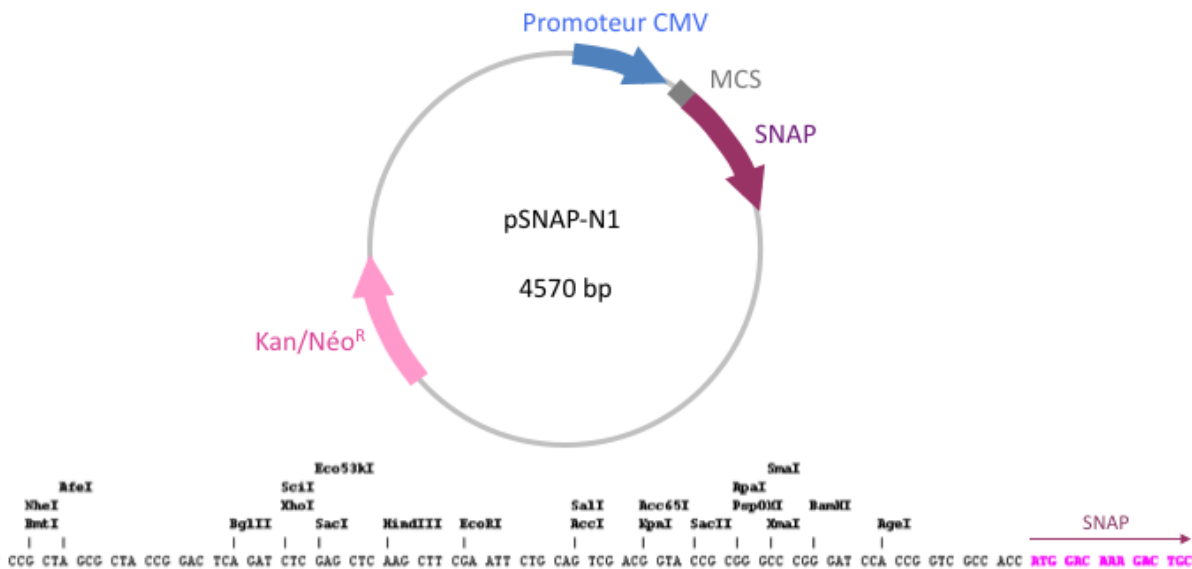 Promoteur CMV
MCS
SNAP
pSNAP-N1
4570 bp
Kan/Néo^R
Eco53kI SmaI
AfeI SciI ApaI
NheI XhoI SalI Acc65I PspOMI BamHI
BmtI BglII SacI HindIII EcoRI AccI KpnI SacII XmaI AgeI SNAP
CCG CTA GCG CTA CCG GAC TCA GAT CTC GAG CTC AAG CTT CGA ATT CTG CAG TCG ACG GTA CCG CGG GCC CGG GAT CCA CCG GTC GCC ACC ATG GAC AAA GAC TGC